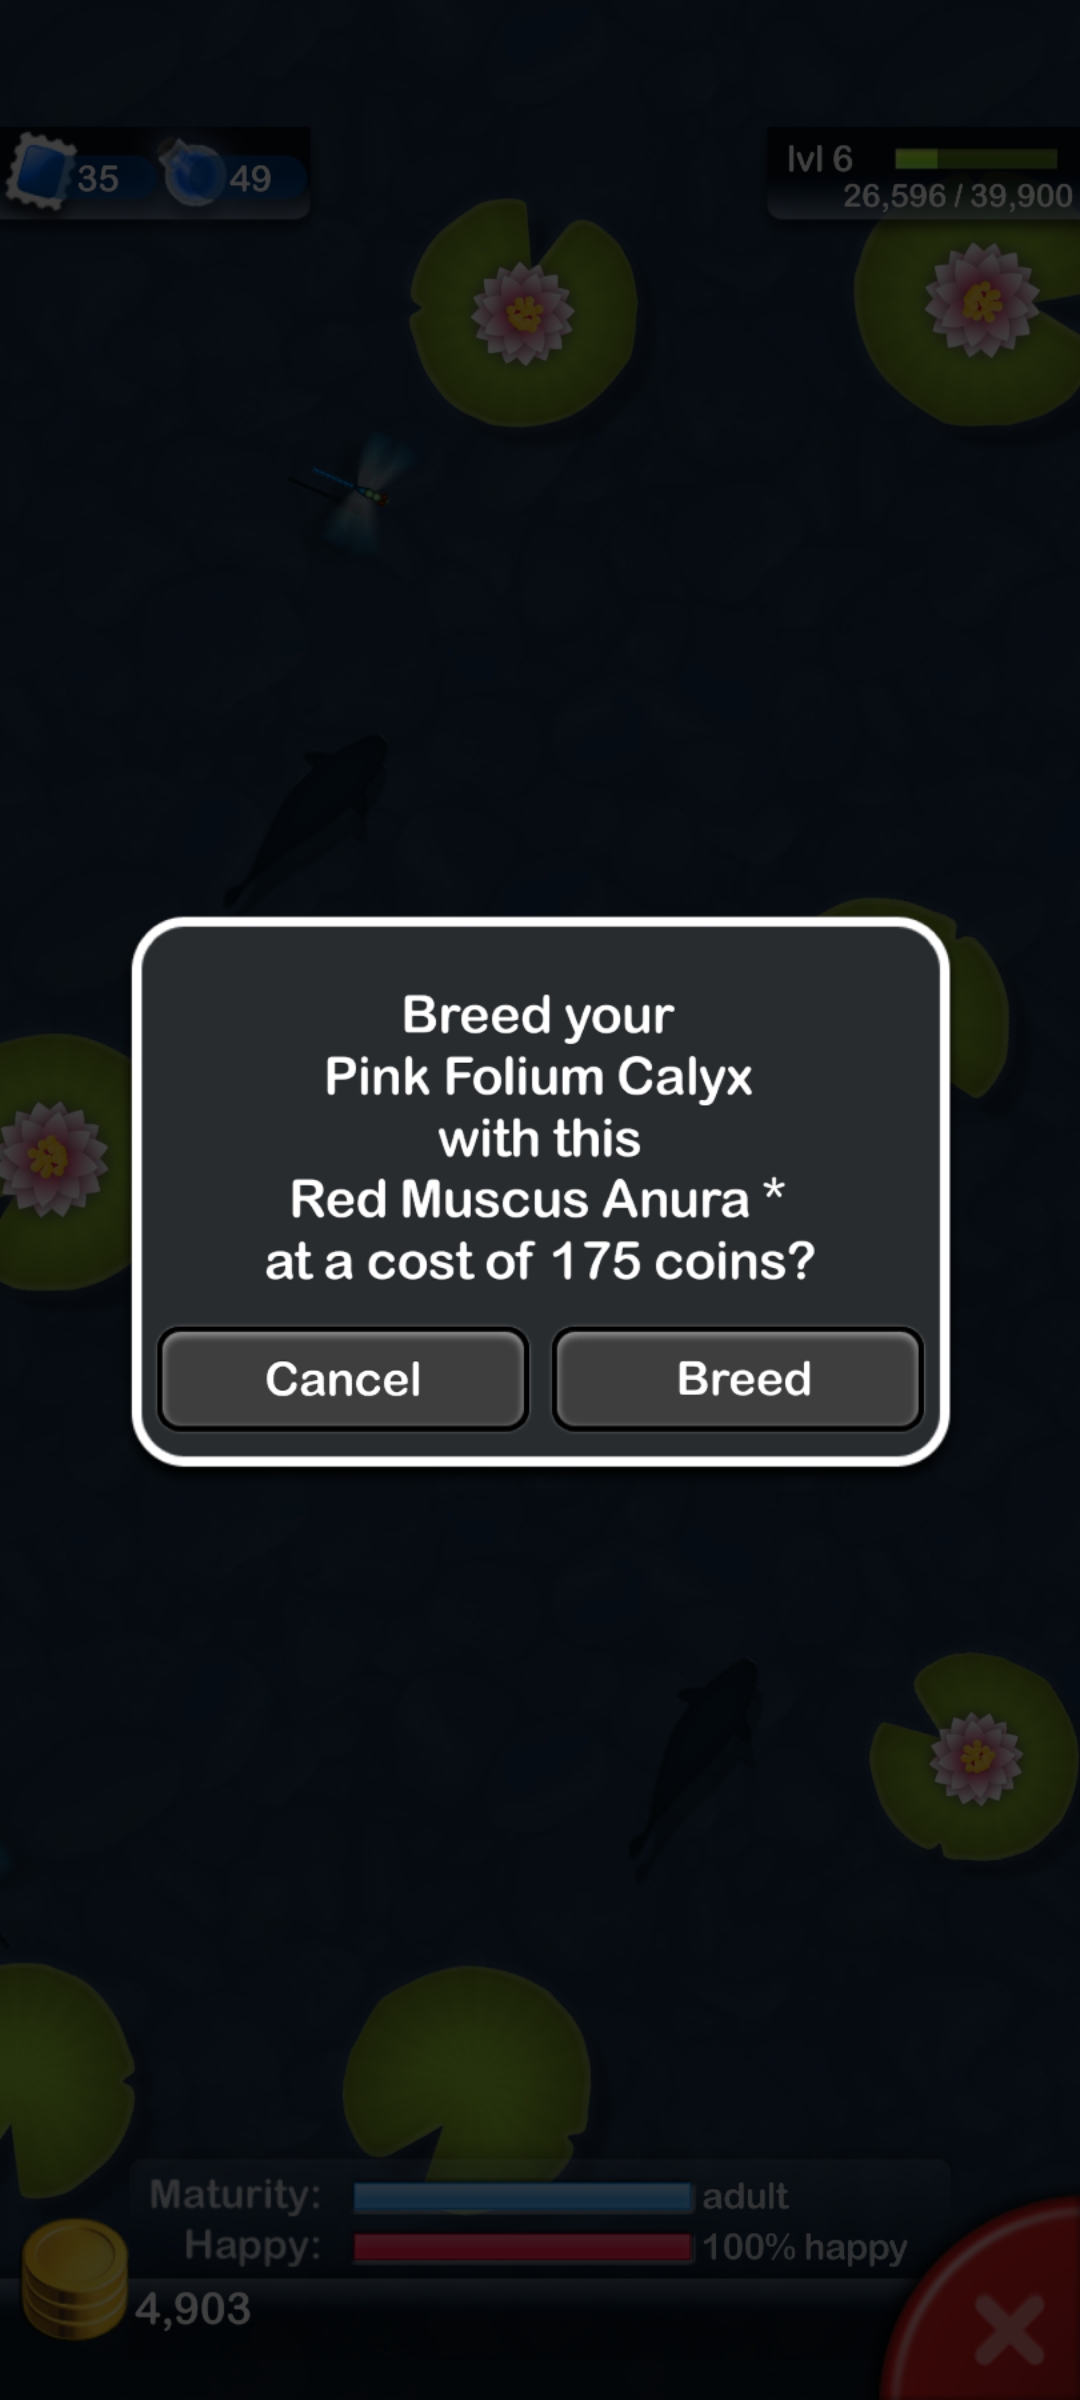 35
49
lvl 6
26,596 / 39,900
Breed your
Pink Folium Calyx
with this
Red Muscus Anura *
at a cost of 175 coins?
Cancel
Breed
Maturity:
adult
Happy:
100% happy
4,903